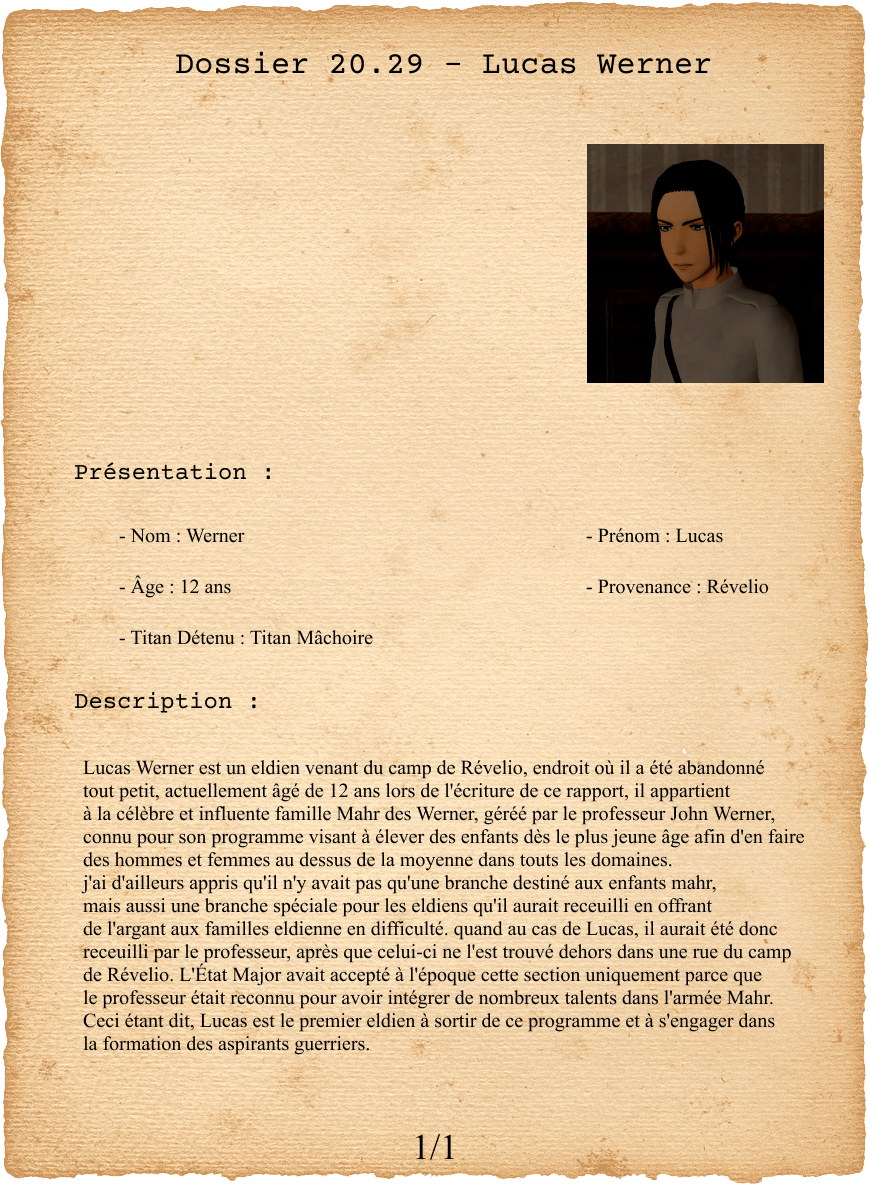 Dossier 20.29 - Lucas Werner
Présentation :
- Nom : Werner
- Prénom : Lucas
- Âge : 12 ans
- Provenance : Révelio
- Titan Détenu : Titan Mâchoire
Description :
Lucas Werner est un eldien venant du camp de Révelio, endroit où il a été abandonné
tout petit, actuellement âgé de 12 ans lors de l'écriture de ce rapport, il appartient
à la célèbre et influente famille Mahr des Werner, géréé par le professeur John Werner,
connu pour son programme visant à élever des enfants dès le plus jeune âge afin d'en faire
des hommes et femmes au dessus de la moyenne dans touts les domaines.
j'ai d'ailleurs appris qu'il n'y avait pas qu'une branche destiné aux enfants mahr,
mais aussi une branche spéciale pour les eldiens qu'il aurait receuilli en offrant
de l'argant aux familles eldienne en difficulté. quand au cas de Lucas, il aurait été donc
receuilli par le professeur, après que celui-ci ne l'est trouvé dehors dans une rue du camp
de Révelio. L'État Major avait accepté à l'époque cette section uniquement parce que
le professeur était reconnu pour avoir intégrer de nombreux talents dans l'armée Mahr.
Ceci étant dit, Lucas est le premier eldien à sortir de ce programme et à s'engager dans
la formation des aspirants guerriers.
1/1